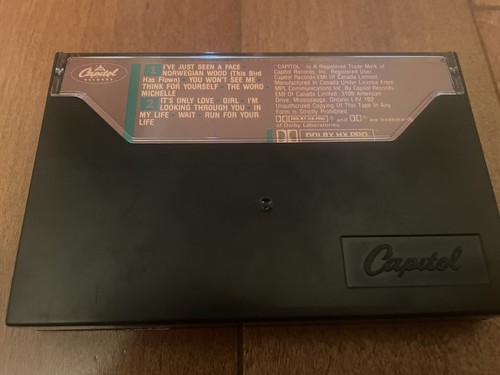 Capitol
RECORDS
1 I'VE JUST SEEN A FACE
NORWEGIAN WOOD (This Bird
Has Flown) YOU WON'T SEE ME
THINK FOR YOURSELF THE WORD
MICHELLE
2 IT'S ONLY LOVE GIRL I'M
LOOKING THROUGH YOU IN
MY LIFE WAIT RUN FOR YOUR
LIFE
"CAPITOL" Is A Registered Trade Mark of
Capitol Records, Inc. Registered User,
Capitol Records-EMI Of Canada Limited.
Manufactured Under License From
MPL Communications Inc. By Capitol Records
EMI Of Canada Limited, 3109 American
Drive, Mississauga, Ontario L4V 1B2
Unauthorized Copying Of This Tape In Any
Form Is Strictly Prohibited.
DOLBY HX PRO and are trademarks
of Dolby Laboratories.
DOLBY HX PRO
Capitol